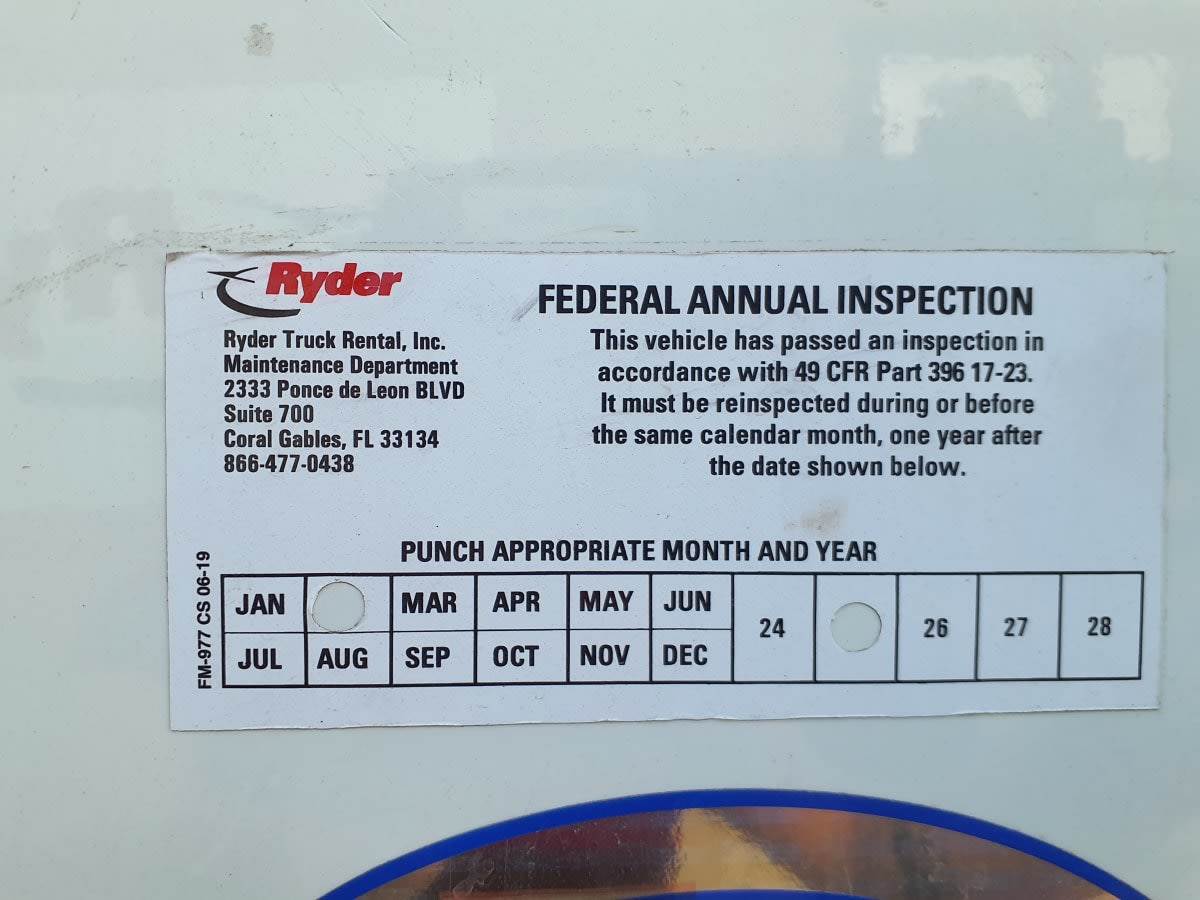 Ryder
Ryder Truck Rental, Inc.
Maintenance Department
2333 Ponce de Leon BLVD
Suite 700
Coral Gables, FL 33134
866-477-0438
FEDERAL ANNUAL INSPECTION
This vehicle has passed an inspection in
accordance with 49 CFR Part 396 17-23.
It must be reinspected during or before
the same calendar month, one year after
the date shown below.
PUNCH APPROPRIATE MONTH AND YEAR
FM-977 CS 06-19
JAN MAR APR MAY JUN
JUL AUG SEP OCT NOV DEC
24 26 27 28